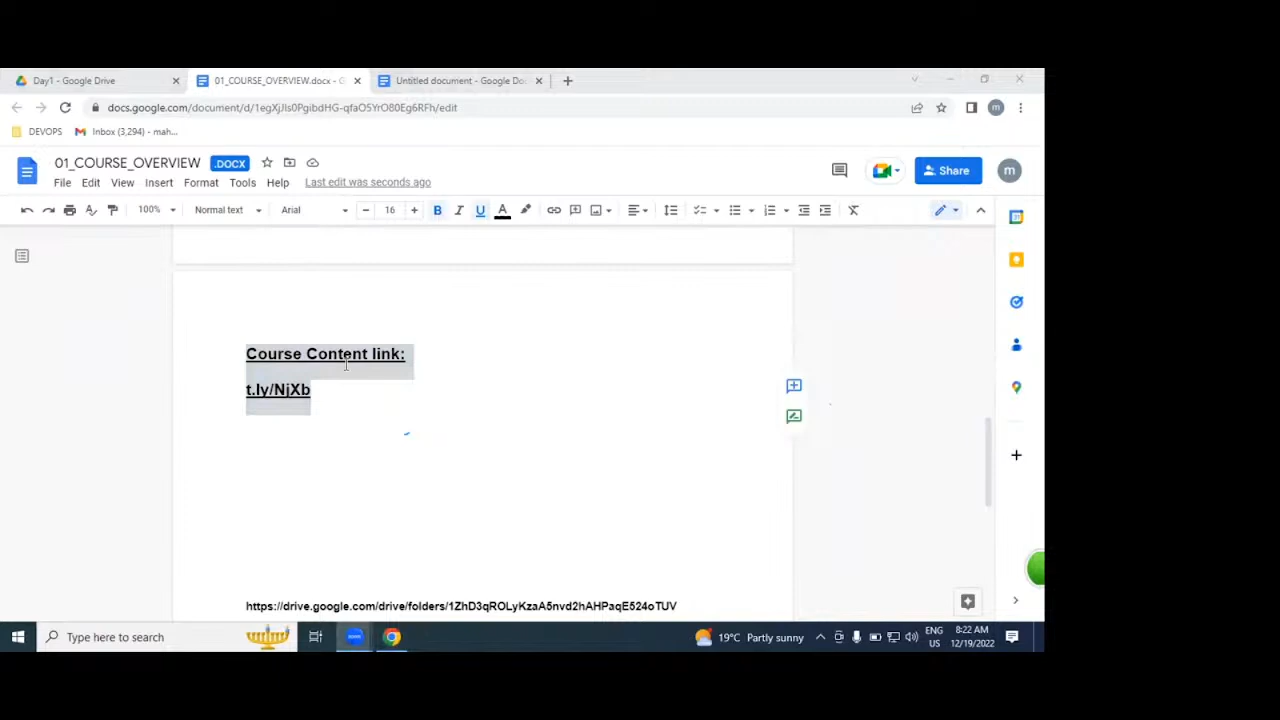 Day1 - Google Drive
01_COURSE_OVERVIEW.docx - G
Untitled document - Google Do
docs.google.com/document/d/1egXjJIs0PgibdHG-qfaO5YrO80Eg6RFh/edit
DEVOPS
Inbox (3,294) - mah...
m
01_COURSE_OVERVIEW
.DOCX
File Edit View Insert Format Tools Help Last edit was seconds ago
Share
m
100% Normal text Arial 16 B I U A
Course Content link:
t.ly/NjXb
https://drive.google.com/drive/folders/1ZhD3qROLyKzaA5nvd2hAHPaqE524oTUV
Type here to search
19°C Partly sunny
ENG
US
8:22 AM
12/19/2022